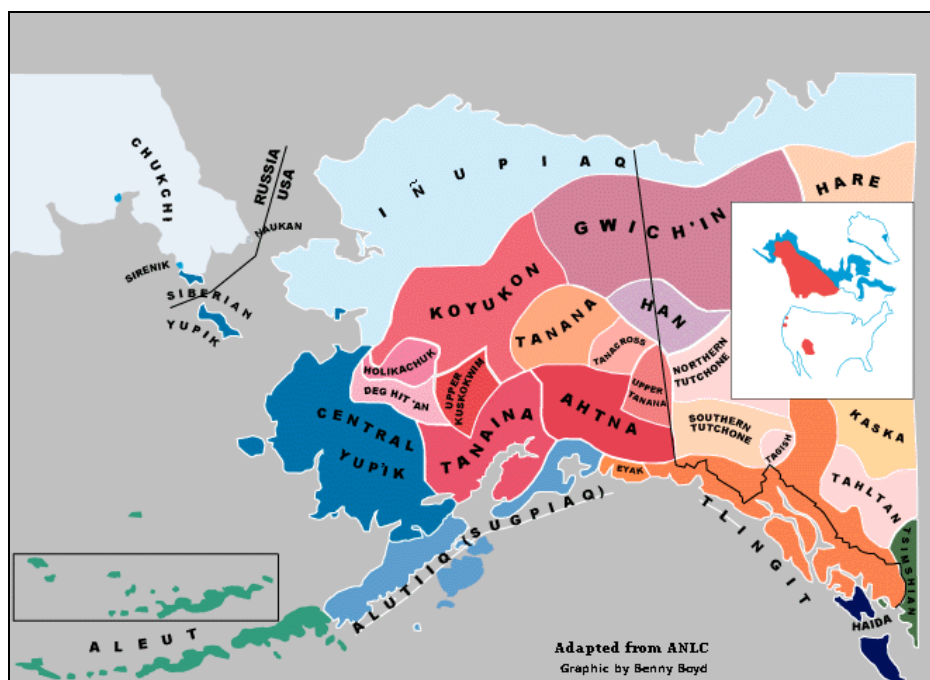 CHUKCHI
RUSSIA
USA
NAUKAN
SIRENIK
SIBERIAN
YUPIK
IÑUPIAQ
GWICH'IN
HARE
KOYUKON
HAN
TANANA
TANACROSS
UPPER
TANANA
NORTHERN
TUTCHONE
HOLIKACHUK
DEG HIT'AN
UPPER
KUSKOKWIM
CENTRAL
YUP'IK
TANAINA
AHTNA
SOUTHERN
TUTCHONE
TAGISH
KASKA
TAHLTAN
EYAK
TLINGIT
TSIMSHIAN
HAIDA
ALUTIIQ (SUGPIAQ)
ALEUT
Adapted from ANLC
Graphic by Benny Boyd